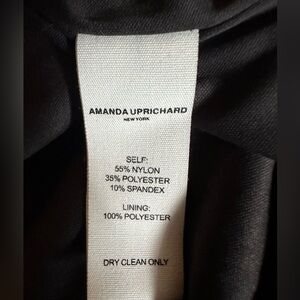 AMANDA UPRICHARD
NEW YORK
SELF:
55% NYLON
35% POLYESTER
10% SPANDEX
LINING:
100% POLYESTER
DRY CLEAN ONLY